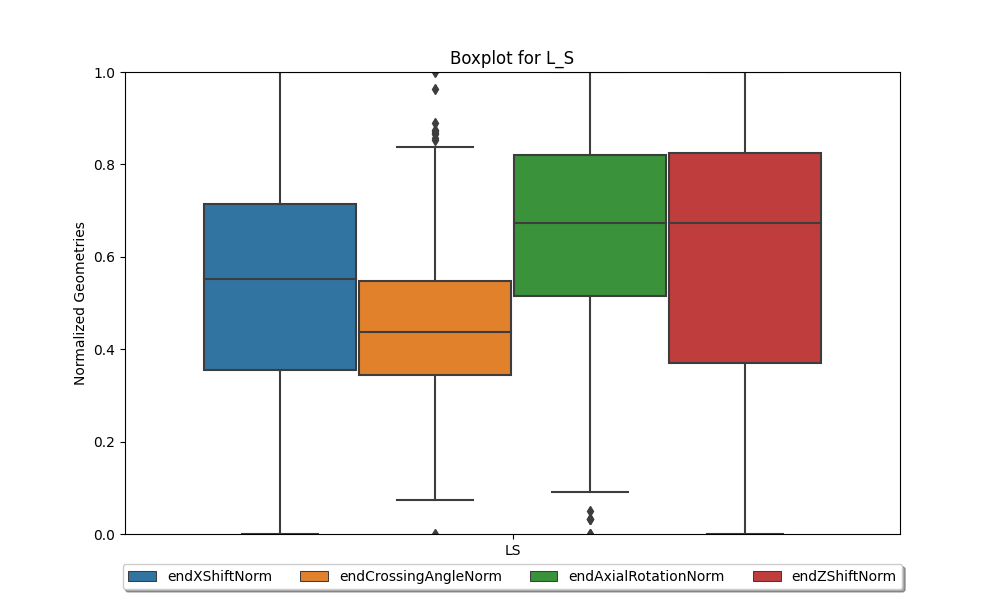 Boxplot for L_S
1.0
0.8
0.6
0.4
0.2
0.0
Normalized Geometries
LS
endXShiftNorm endCrossingAngleNorm endAxialRotationNorm endZShiftNorm